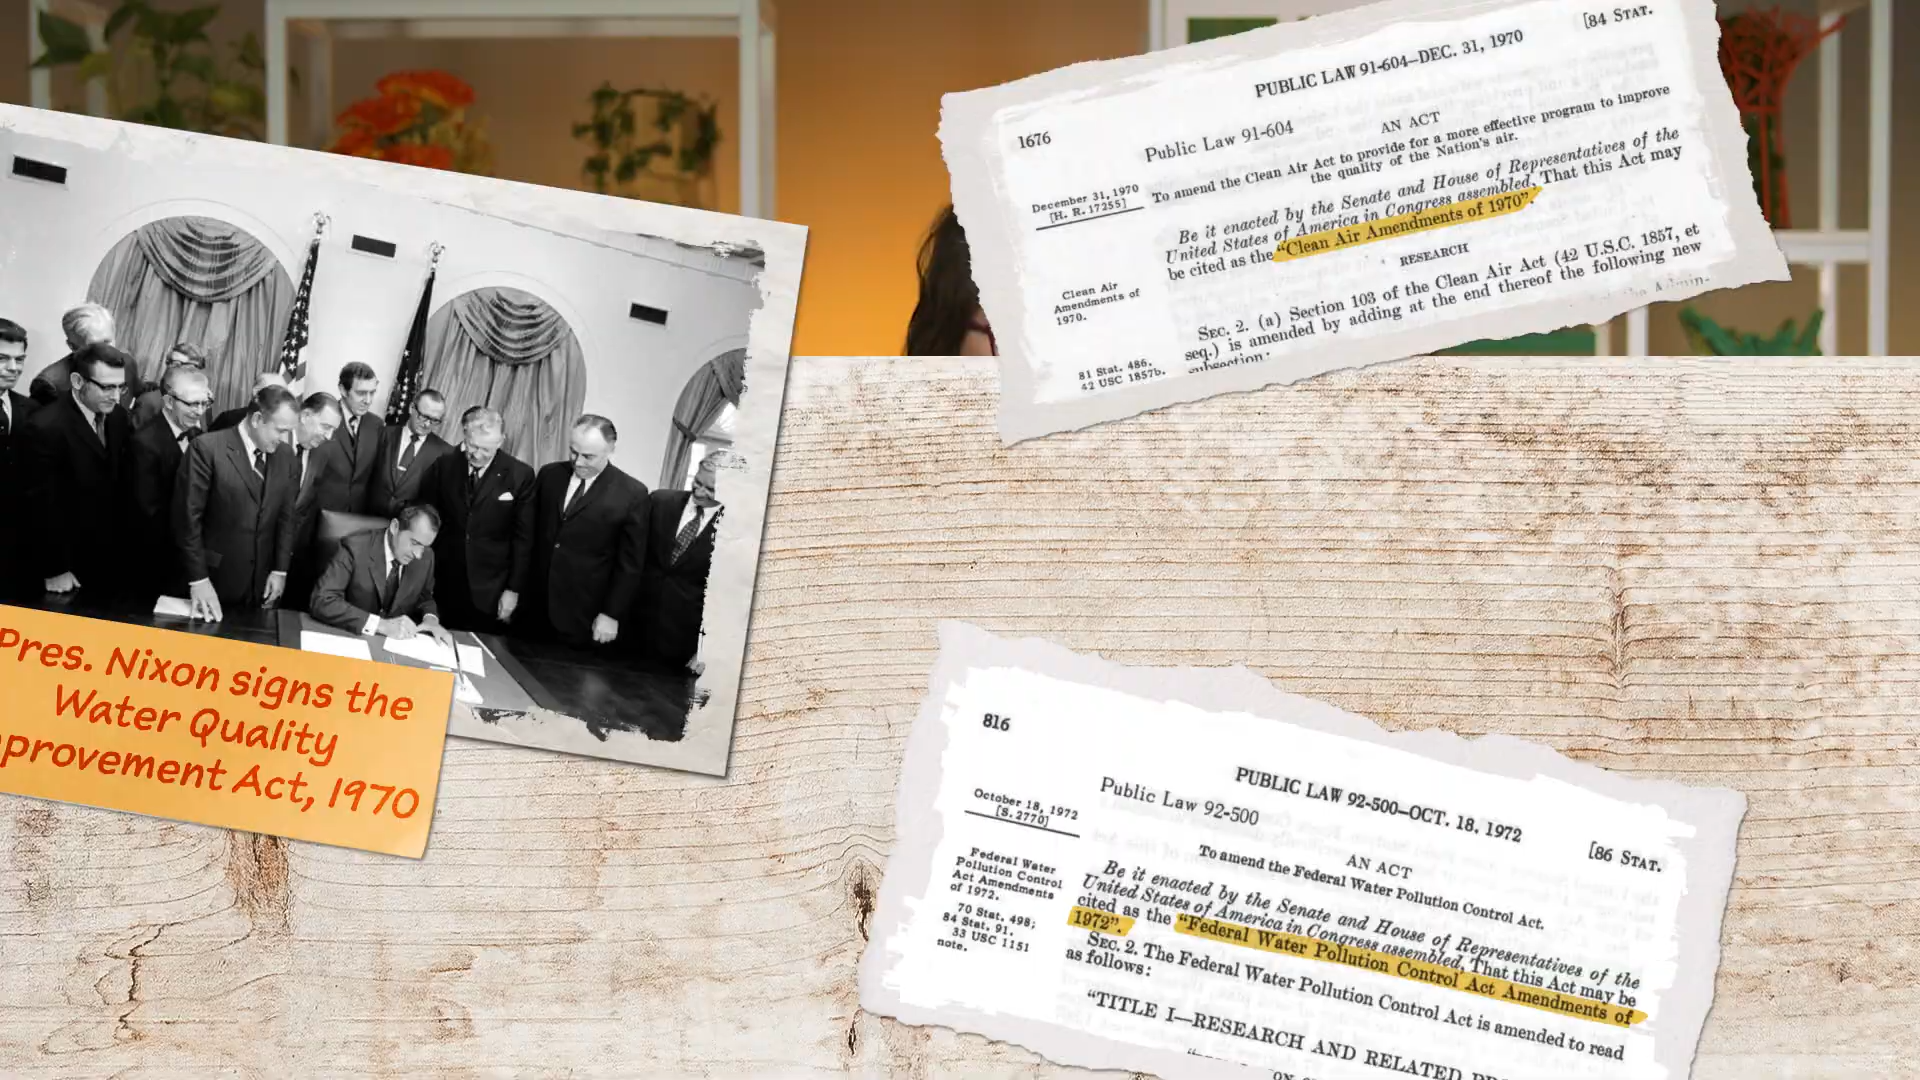 Pres. Nixon signs the
Water Quality
provement Act, 1970
[84 STAT.
PUBLIC LAW 91-604—DEC. 31, 1970
1676
Public Law 91-604
AN ACT
December 31, 1970
[H. R. 17255]
To amend the Clean Air Act to provide for a more effective program to improve
the quality of the Nation's air.
Be it enacted by the Senate and House of Representatives of the
United States of America in Congress assembled, That this Act may
be cited as the "Clean Air Amendments of 1970".
Clean Air
Amendments of
1970.
RESEARCH
SEC. 2. (a) Section 103 of the Clean Air Act (42 U.S.C. 1857, et
seq.) is amended by adding at the end thereof the following new
subsection:
81 Stat. 486.
42 USC 1857b.
816
PUBLIC LAW 92-500—OCT. 18, 1972
[86 STAT.
Public Law 92-500
October 18, 1972
[S. 2770]
AN ACT
To amend the Federal Water Pollution Control Act.
Federal Water
Pollution Control
Act Amendments
of 1972.
70 Stat. 498;
84 Stat. 91.
33 USC 1151
note.
Be it enacted by the Senate and House of Representatives of the
United States of America in Congress assembled, That this Act may be
cited as the "Federal Water Pollution Control Act Amendments of
1972".
SEC. 2. The Federal Water Pollution Control Act is amended to read
as follows:
"TITLE I—RESEARCH AND RELATED